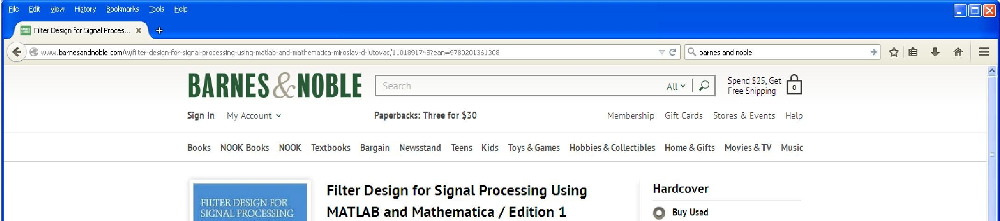 File Edit View History Bookmarks Tools Help
Filter Design for Signal Proces...
www.barnesandnoble.com/w/filter-design-for-signal-processing-using-matlab-and-mathematica-miroslav-d-lutovac/1101891748?ean=9780201361308
barnes and noble
BARNES & NOBLE
Search All
Spend $25, Get
Free Shipping
0
Sign In My Account Paperbacks: Three for $30 Membership Gift Cards Stores & Events Help
Books NOOK Books NOOK Textbooks Bargain Newsstand Teens Kids Toys & Games Hobbies & Collectibles Home & Gifts Movies & TV Music
FILTER DESIGN FOR
SIGNAL PROCESSING
Filter Design for Signal Processing Using
MATLAB and Mathematica / Edition 1
Hardcover
Buy Used